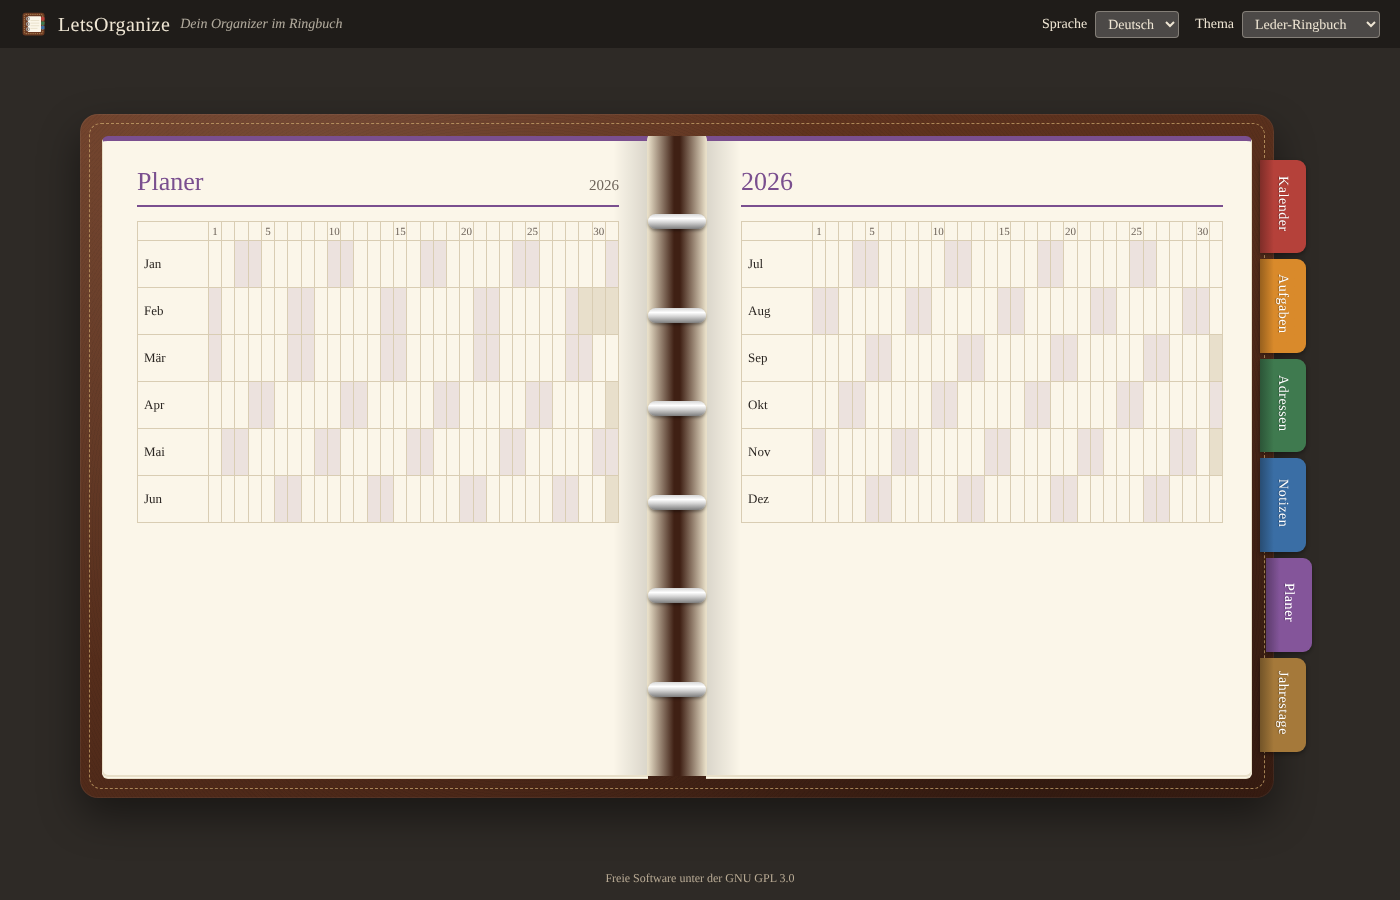 LetsOrganize Dein Organizer im Ringbuch
Sprache Deutsch Thema Leder-Ringbuch
Planer 2026
1 5 10 15 20 25 30
Jan
Feb
Mär
Apr
Mai
Jun
2026
1 5 10 15 20 25 30
Jul
Aug
Sep
Okt
Nov
Dez
Kalender
Aufgaben
Adressen
Notizen
Planer
Jahrestage
Freie Software unter der GNU GPL 3.0